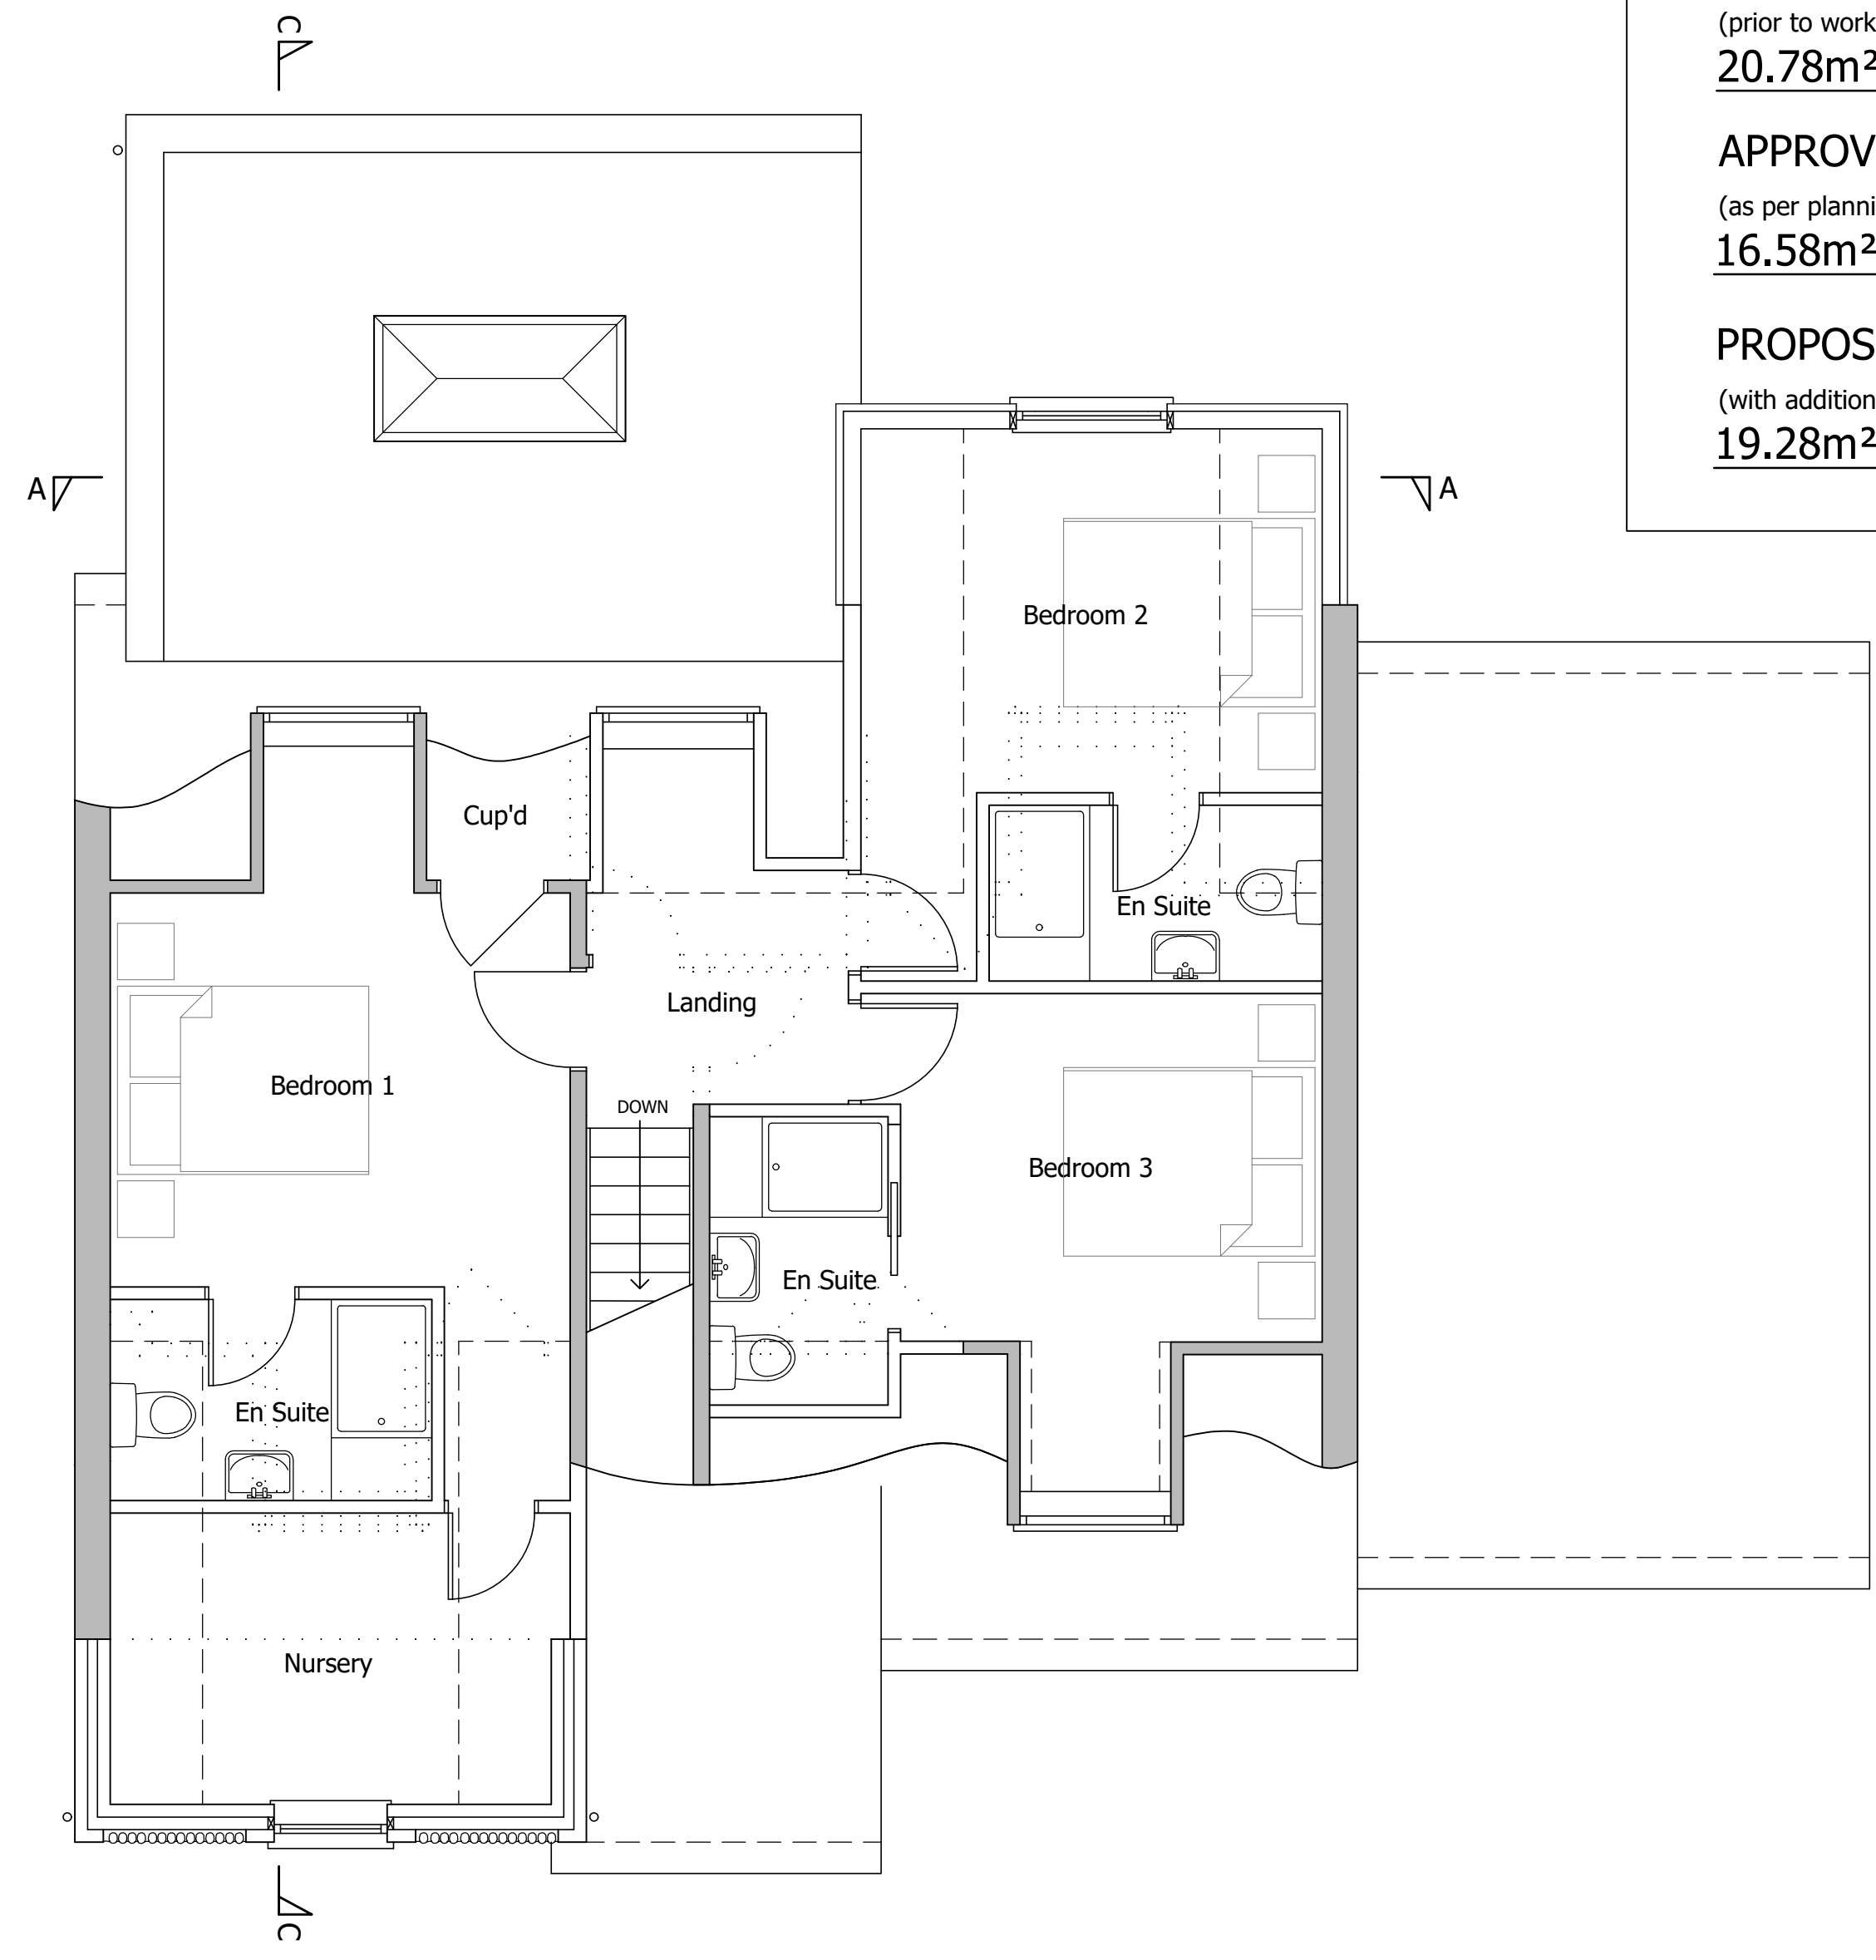 C
(prior to work
20.78m²
APPROV
(as per planni
16.58m²
PROPOS
(with addition
19.28m²
A
A
Bedroom 2
Cup'd
En Suite
Landing
Bedroom 1
DOWN
Bedroom 3
En Suite
En Suite
Nursery
C